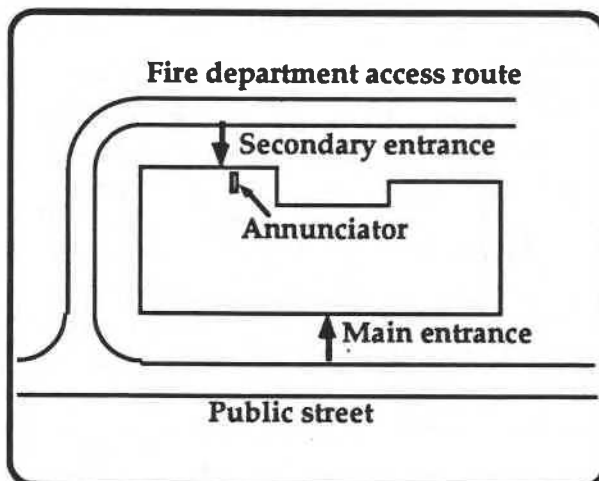 Fire department access route
Secondary entrance
Annunciator
Main entrance
Public street